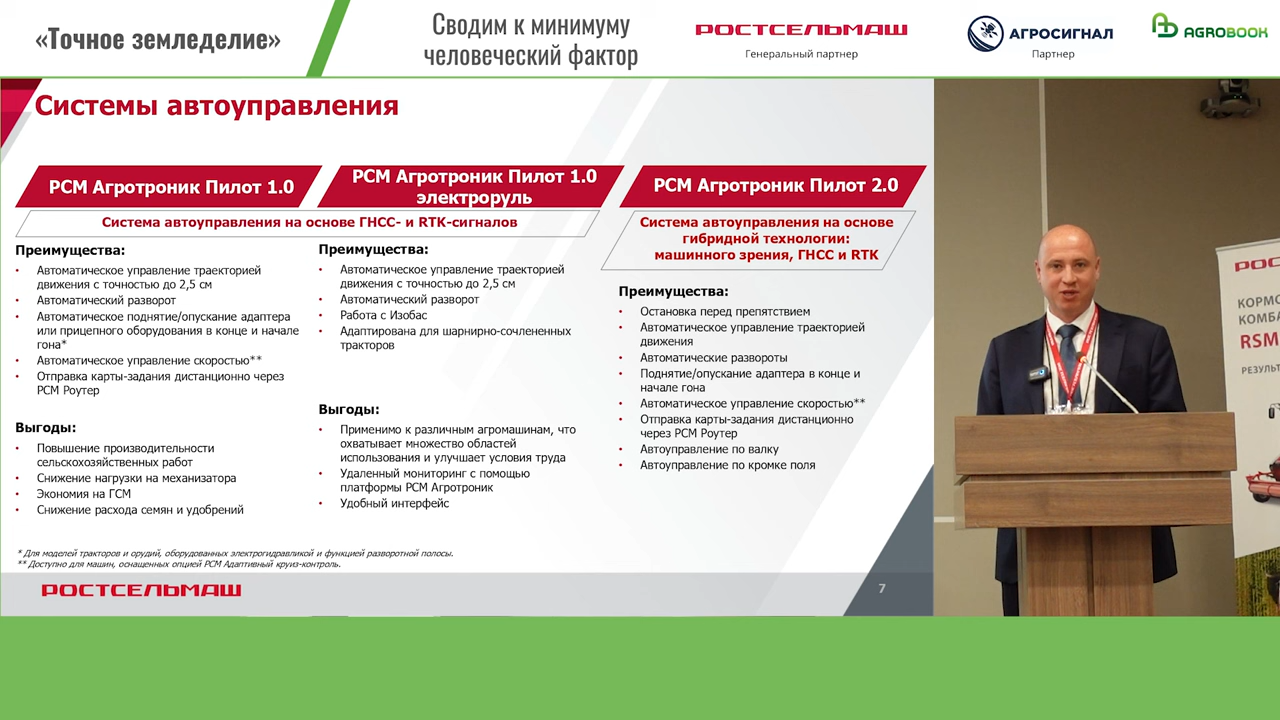 «Точное земледелие»
Сводим к минимуму
человеческий фактор
РОСТСЕЛЬМАШ
Генеральный партнер
АГРОСИГНАЛ
Партнер
AGROBOOK
Системы автоуправления
РСМ Агротроник Пилот 1.0
РСМ Агротроник Пилот 1.0
электроруль
РСМ Агротроник Пилот 2.0
Система автоуправления на основе ГНСС- и RTK-сигналов
Система автоуправления на основе
гибридной технологии:
машинного зрения, ГНСС и RTK
Преимущества:
• Автоматическое управление траекторией
движения с точностью до 2,5 см
• Автоматический разворот
• Автоматическое поднятие/опускание адаптера
или прицепного оборудования в конце и начале
гона*
• Автоматическое управление скоростью**
• Отправка карты-задания дистанционно через
РСМ Роутер
Выгоды:
• Повышение производительности
сельскохозяйственных работ
• Снижение нагрузки на механизатора
• Экономия на ГСМ
• Снижение расхода семян и удобрений
Преимущества:
• Автоматическое управление траекторией
движения с точностью до 2,5 см
• Автоматический разворот
• Работа с Изобас
• Адаптирована для шарнирно-сочлененных
тракторов
Выгоды:
• Применимо к различным агромашинам, что
охватывает множество областей
использования и улучшает условия труда
• Удаленный мониторинг с помощью
платформы РСМ Агротроник
• Удобный интерфейс
Преимущества:
• Остановка перед препятствием
• Автоматическое управление траекторией
движения
• Автоматические развороты
• Поднятие/опускание адаптера в конце и
начале гона
• Автоматическое управление скоростью**
• Отправка карты-задания дистанционно
через РСМ Роутер
• Автоуправление по валку
• Автоуправление по кромке поля
* Для моделей тракторов и орудий, оборудованных электрогидравликой и функцией разворотной полосы.
** Доступно для машин, оснащенных опцией РСМ Адаптивный круиз-контроль.
РОСТСЕЛЬМАШ
7
РОСТ
КОРМО
КОМБА
RSM
РЕЗУЛЬТ